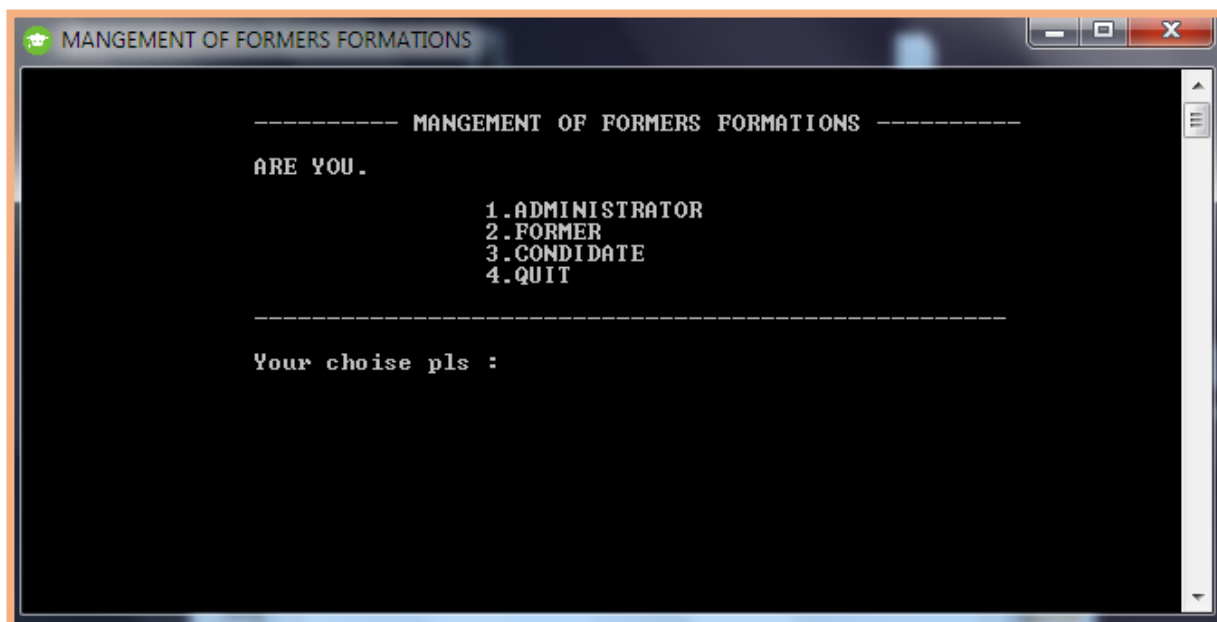 MANGEMENT OF FORMERS FORMATIONS
---------- MANGEMENT OF FORMERS FORMATIONS ----------
ARE YOU.
1.ADMINISTRATOR
2.FORMER
3.CONDIDATE
4.QUIT
----------------------------------------------------
Your choise pls :